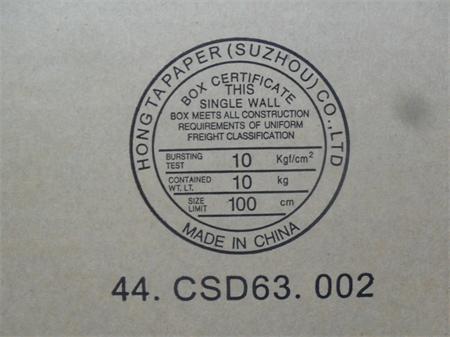 HONG TA PAPER (SUZHOU) CO., LTD
BOX CERTIFICATE
THIS
SINGLE WALL
BOX MEETS ALL CONSTRUCTION
REQUIREMENTS OF UNIFORM
FREIGHT CLASSIFICATION
BURSTING TEST 10 Kgf/cm²
CONTAINED WT. LT. 10 kg
SIZE LIMIT 100 cm
MADE IN CHINA
44. CSD63. 002